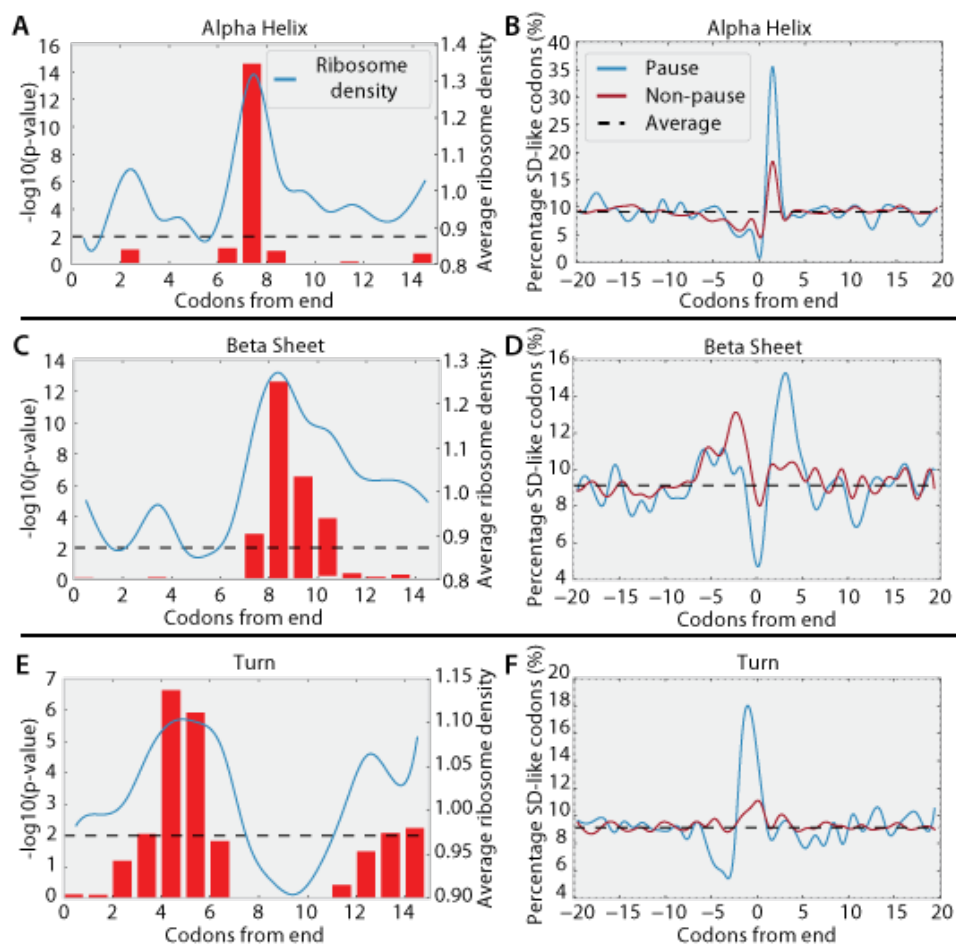 A
Alpha Helix
-log10(p-value)
16
14
12
10
8
6
4
2
0
Ribosome
density
1.4
1.3
1.2
1.1
1.0
0.9
0.8
Average ribosome density
0 2 4 6 8 10 12 14
Codons from end
B
Alpha Helix
Percentage SD-like codons (%)
40
35
30
25
20
15
10
5
0
Pause
Non-pause
Average
−20 −15 −10 −5 0 5 10 15 20
Codons from end
C
Beta Sheet
-log10(p-value)
14
12
10
8
6
4
2
0
1.3
1.2
1.1
1.0
0.9
0.8
Average ribosome density
0 2 4 6 8 10 12 14
Codons from end
D
Beta Sheet
Percentage SD-like codons (%)
16
14
12
10
8
6
4
−20 −15 −10 −5 0 5 10 15 20
Codons from end
E
Turn
-log10(p-value)
7
6
5
4
3
2
1
0
1.15
1.10
1.05
1.00
0.95
0.90
Average ribosome density
0 2 4 6 8 10 12 14
Codons from end
F
Turn
Percentage SD-like codons (%)
20
18
16
14
12
10
8
6
4
−20 −15 −10 −5 0 5 10 15 20
Codons from end